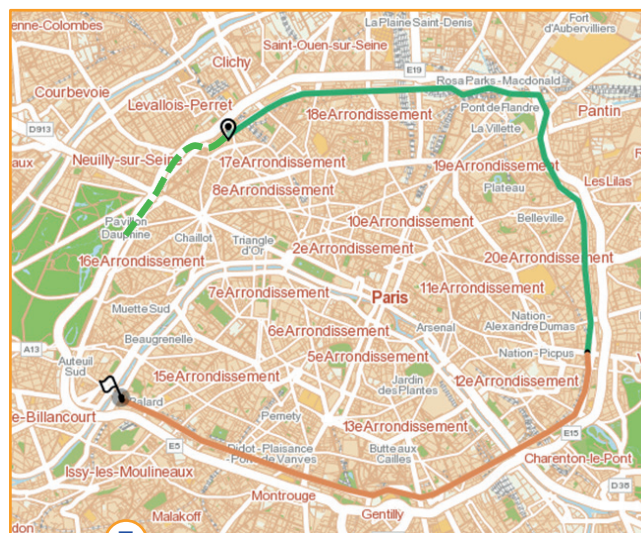 enne-Colombes
La Plaine Saint-Denis
Fort
d'Aubervilliers
Saint-Ouen-sur-Seine
Clichy
E19
Courbevoie
Rosa Parks - Macdonald
Levallois-Perret
Pont de Flandre
Pantin
18eArrondissement
D913
La Villette
Neuilly-sur-Seine
17eArrondissement
19eArrondissement
Les Lilas
8eArrondissement
Plateau
Pavillon
Dauphine
Chaillot
10eArrondissement
Belleville
Triangle
d'Or
2eArrondissement
16eArrondissement
20eArrondissement
7eArrondissement
Paris
11eArrondissement
Muette Sud
Nation-
Alexandre Dumas
6eArrondissement
Arsenal
Beaugrenelle
A13
5eArrondissement
Nation-Picpus
Auteuil
Sud
15eArrondissement
Jardin
des Plantes
12eArrondissement
Balard
e-Billancourt
Pernety
13eArrondissement
E5
E15
Didot - Plaisance
- Porte de Vanves
Butte aux
Cailles
Charenton-le-Pont
Issy-les-Moulineaux
D38
Montrouge
Gentilly
Malakoff
don